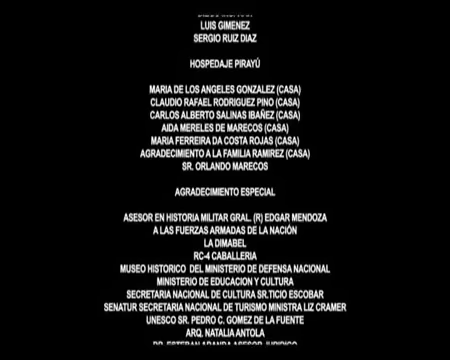 LUIS GIMENEZ
SERGIO RUIZ DIAZ
HOSPEDAJE PIRAYÚ
MARIA DE LOS ANGELES GONZALEZ (CASA)
CLAUDIO RAFAEL RODRIGUEZ PINO (CASA)
CARLOS ALBERTO SALINAS IBAÑEZ (CASA)
AIDA MERELES DE MARECOS (CASA)
MARIA FERREIRA DA COSTA ROJAS (CASA)
AGRADECIMIENTO A LA FAMILIA RAMIREZ (CASA)
SR. ORLANDO MARECOS
AGRADECIMIENTO ESPECIAL
ASESOR EN HISTORIA MILITAR GRAL. (R) EDGAR MENDOZA
A LAS FUERZAS ARMADAS DE LA NACIÓN
LA DIMABEL
RC-4 CABALLERIA
MUSEO HISTORICO DEL MINISTERIO DE DEFENSA NACIONAL
MINISTERIO DE EDUCACION Y CULTURA
SECRETARIA NACIONAL DE CULTURA SR.TICIO ESCOBAR
SENATUR SECRETARIA NACIONAL DE TURISMO MINISTRA LIZ CRAMER
UNESCO SR. PEDRO C. GOMEZ DE LA FUENTE
ARQ. NATALIA ANTOLA
DR. ESTEBAN ARANDA ASESOR JURIDICO